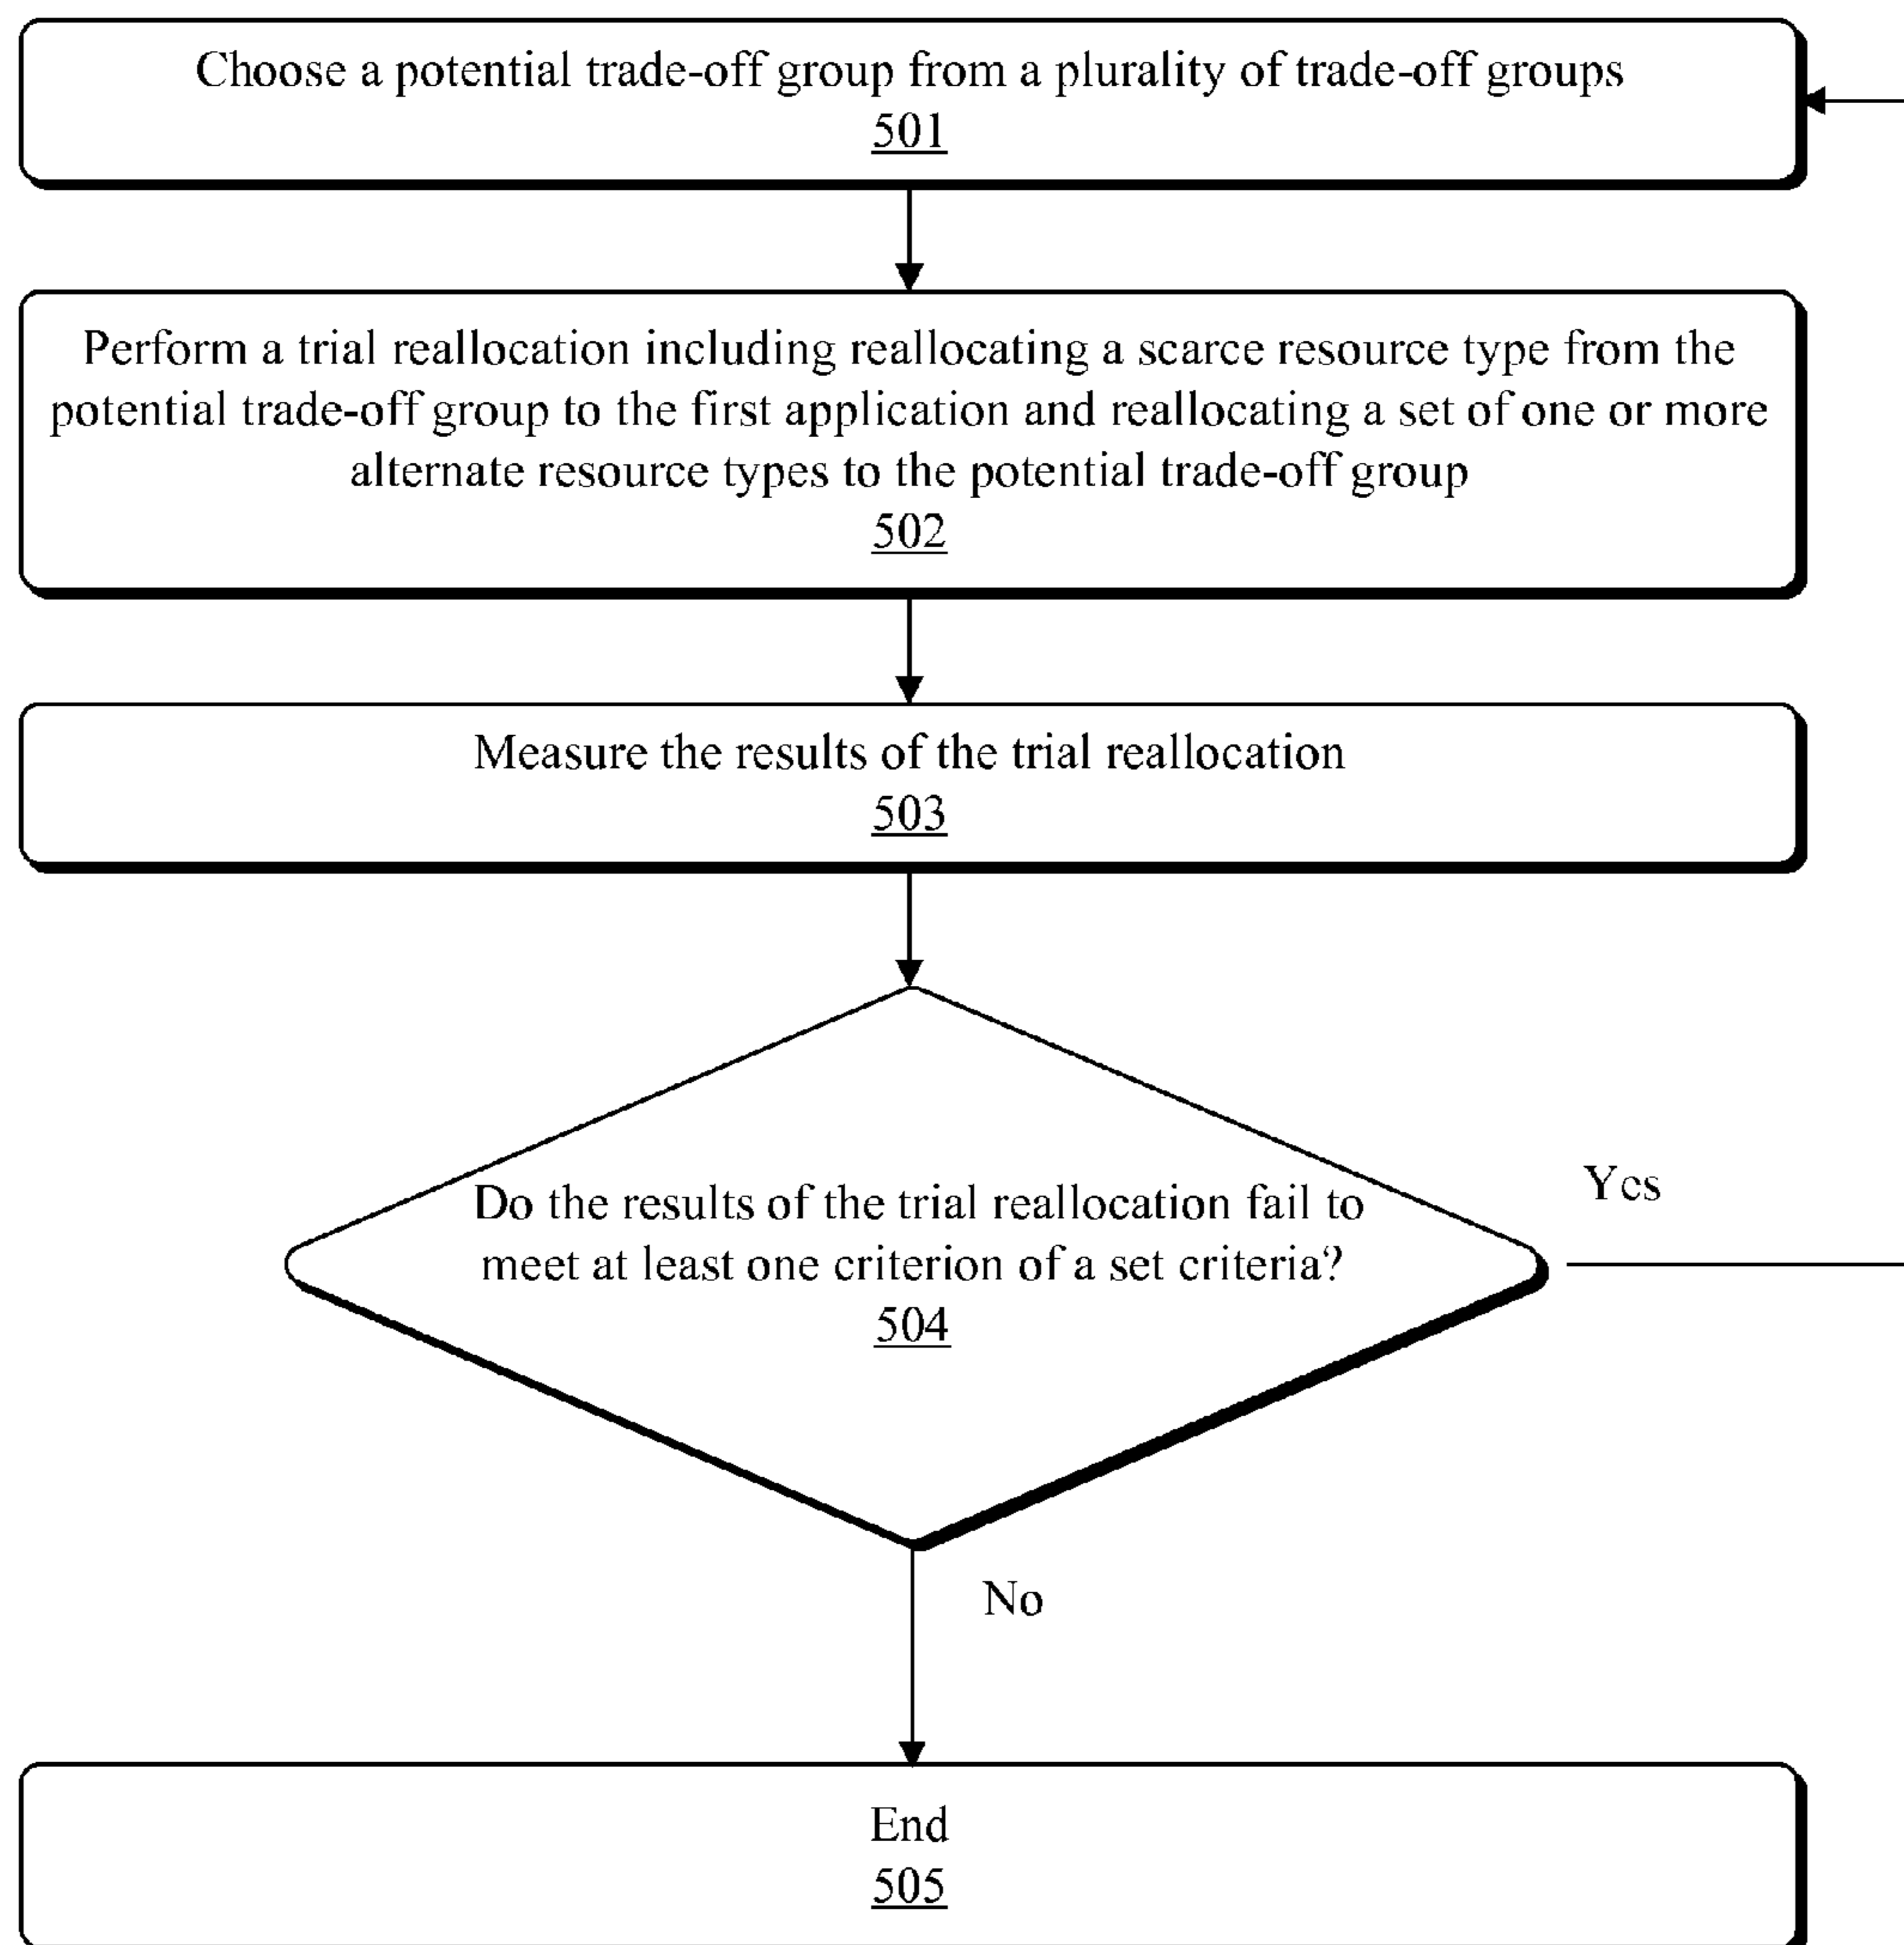 Choose a potential trade-off group from a plurality of trade-off groups
501
Perform a trial reallocation including reallocating a scarce resource type from the
potential trade-off group to the first application and reallocating a set of one or more
alternate resource types to the potential trade-off group
502
Measure the results of the trial reallocation
503
Do the results of the trial reallocation fail to
meet at least one criterion of a set criteria?
504
Yes
No
End
505